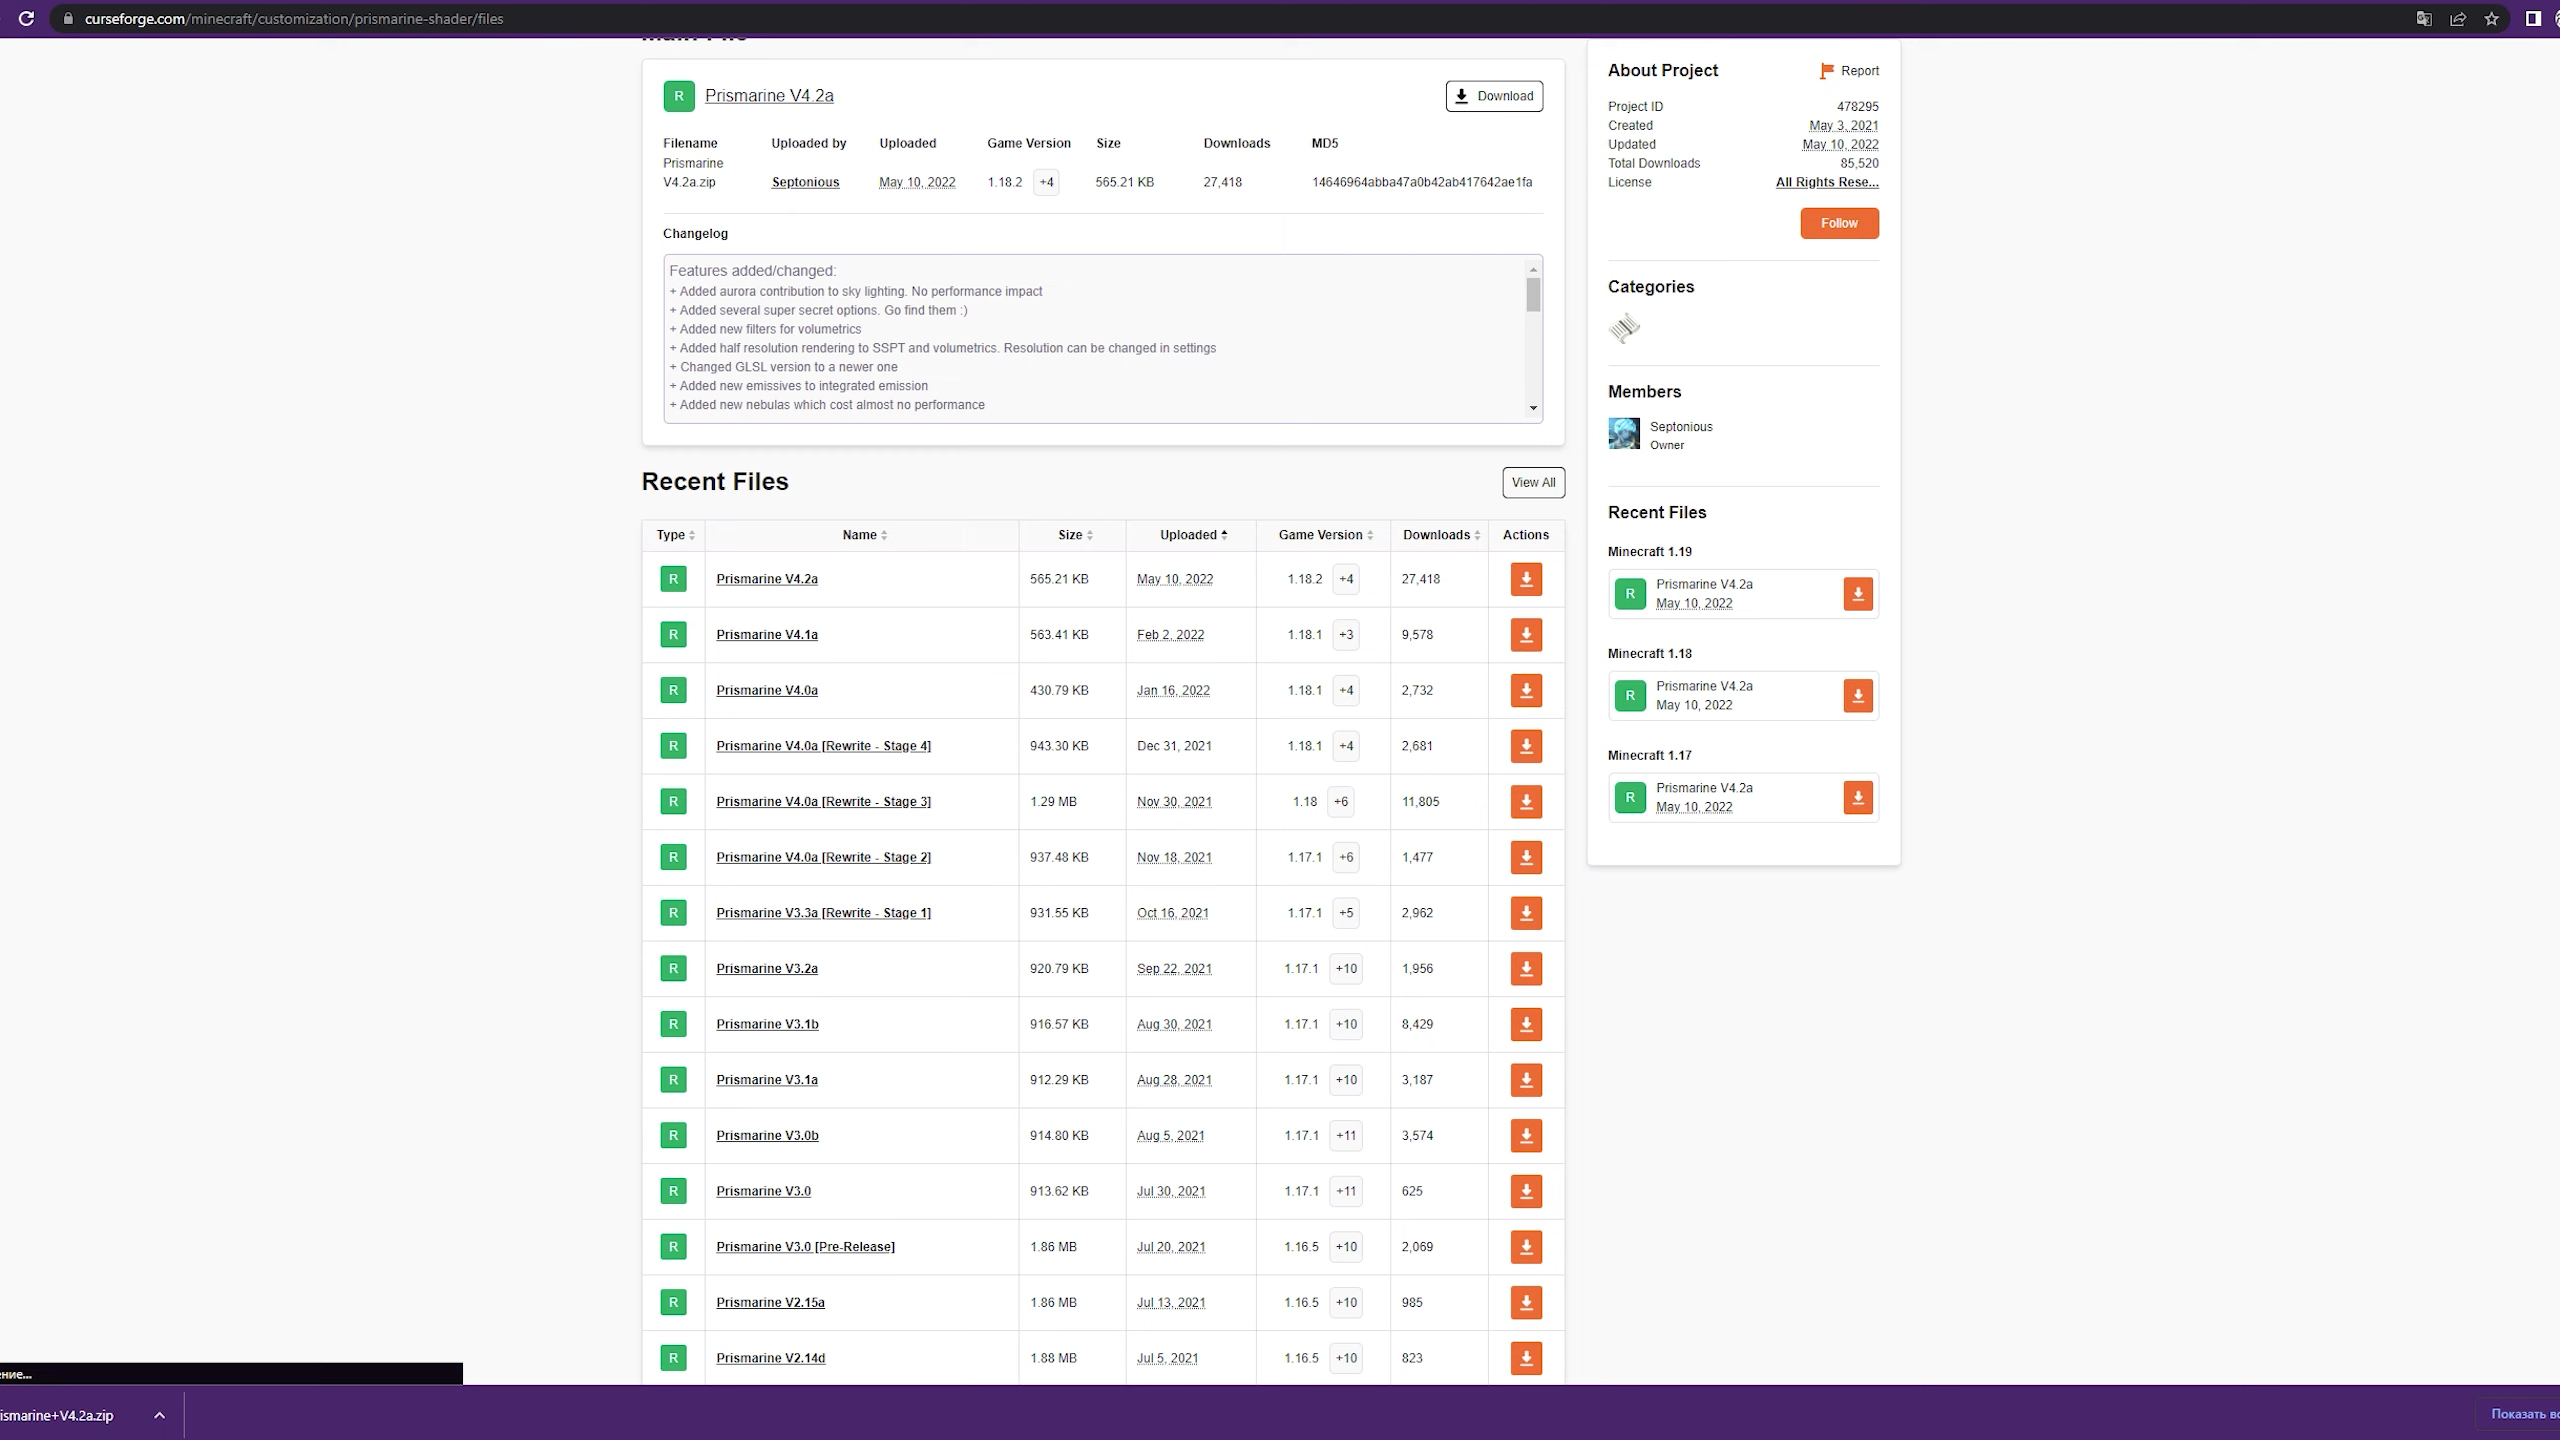 curseforge.com/minecraft/customization/prismarine-shader/files
R Prismarine V4.2a Download
Filename Uploaded by Uploaded Game Version Size Downloads MD5
Prismarine
V4.2a.zip Septonious May 10, 2022 1.18.2 +4 565.21 KB 27,418 14646964abba47a0b42ab417642ae1fa
Changelog
Features added/changed:
+ Added aurora contribution to sky lighting. No performance impact
+ Added several super secret options. Go find them :)
+ Added new filters for volumetrics
+ Added half resolution rendering to SSPT and volumetrics. Resolution can be changed in settings
+ Changed GLSL version to a newer one
+ Added new emissives to integrated emission
+ Added new nebulas which cost almost no performance
Recent Files View All
Type Name Size Uploaded Game Version Downloads Actions
R Prismarine V4.2a 565.21 KB May 10, 2022 1.18.2 +4 27,418
R Prismarine V4.1a 563.41 KB Feb 2, 2022 1.18.1 +3 9,578
R Prismarine V4.0a 430.79 KB Jan 16, 2022 1.18.1 +4 2,732
R Prismarine V4.0a [Rewrite - Stage 4] 943.30 KB Dec 31, 2021 1.18.1 +4 2,681
R Prismarine V4.0a [Rewrite - Stage 3] 1.29 MB Nov 30, 2021 1.18 +6 11,805
R Prismarine V4.0a [Rewrite - Stage 2] 937.48 KB Nov 18, 2021 1.17.1 +6 1,477
R Prismarine V3.3a [Rewrite - Stage 1] 931.55 KB Oct 16, 2021 1.17.1 +5 2,962
R Prismarine V3.2a 920.79 KB Sep 22, 2021 1.17.1 +10 1,956
R Prismarine V3.1b 916.57 KB Aug 30, 2021 1.17.1 +10 8,429
R Prismarine V3.1a 912.29 KB Aug 28, 2021 1.17.1 +10 3,187
R Prismarine V3.0b 914.80 KB Aug 5, 2021 1.17.1 +11 3,574
R Prismarine V3.0 913.62 KB Jul 30, 2021 1.17.1 +11 625
R Prismarine V3.0 [Pre-Release] 1.86 MB Jul 20, 2021 1.16.5 +10 2,069
R Prismarine V2.15a 1.86 MB Jul 13, 2021 1.16.5 +10 985
R Prismarine V2.14d 1.88 MB Jul 5, 2021 1.16.5 +10 823
About Project Report
Project ID 478295
Created May 3, 2021
Updated May 10, 2022
Total Downloads 85,520
License All Rights Rese...
Follow
Categories
Members
Septonious
Owner
Recent Files
Minecraft 1.19
R Prismarine V4.2a
May 10, 2022
Minecraft 1.18
R Prismarine V4.2a
May 10, 2022
Minecraft 1.17
R Prismarine V4.2a
May 10, 2022
ение...
ismarine+V4.2a.zip
Показать вс